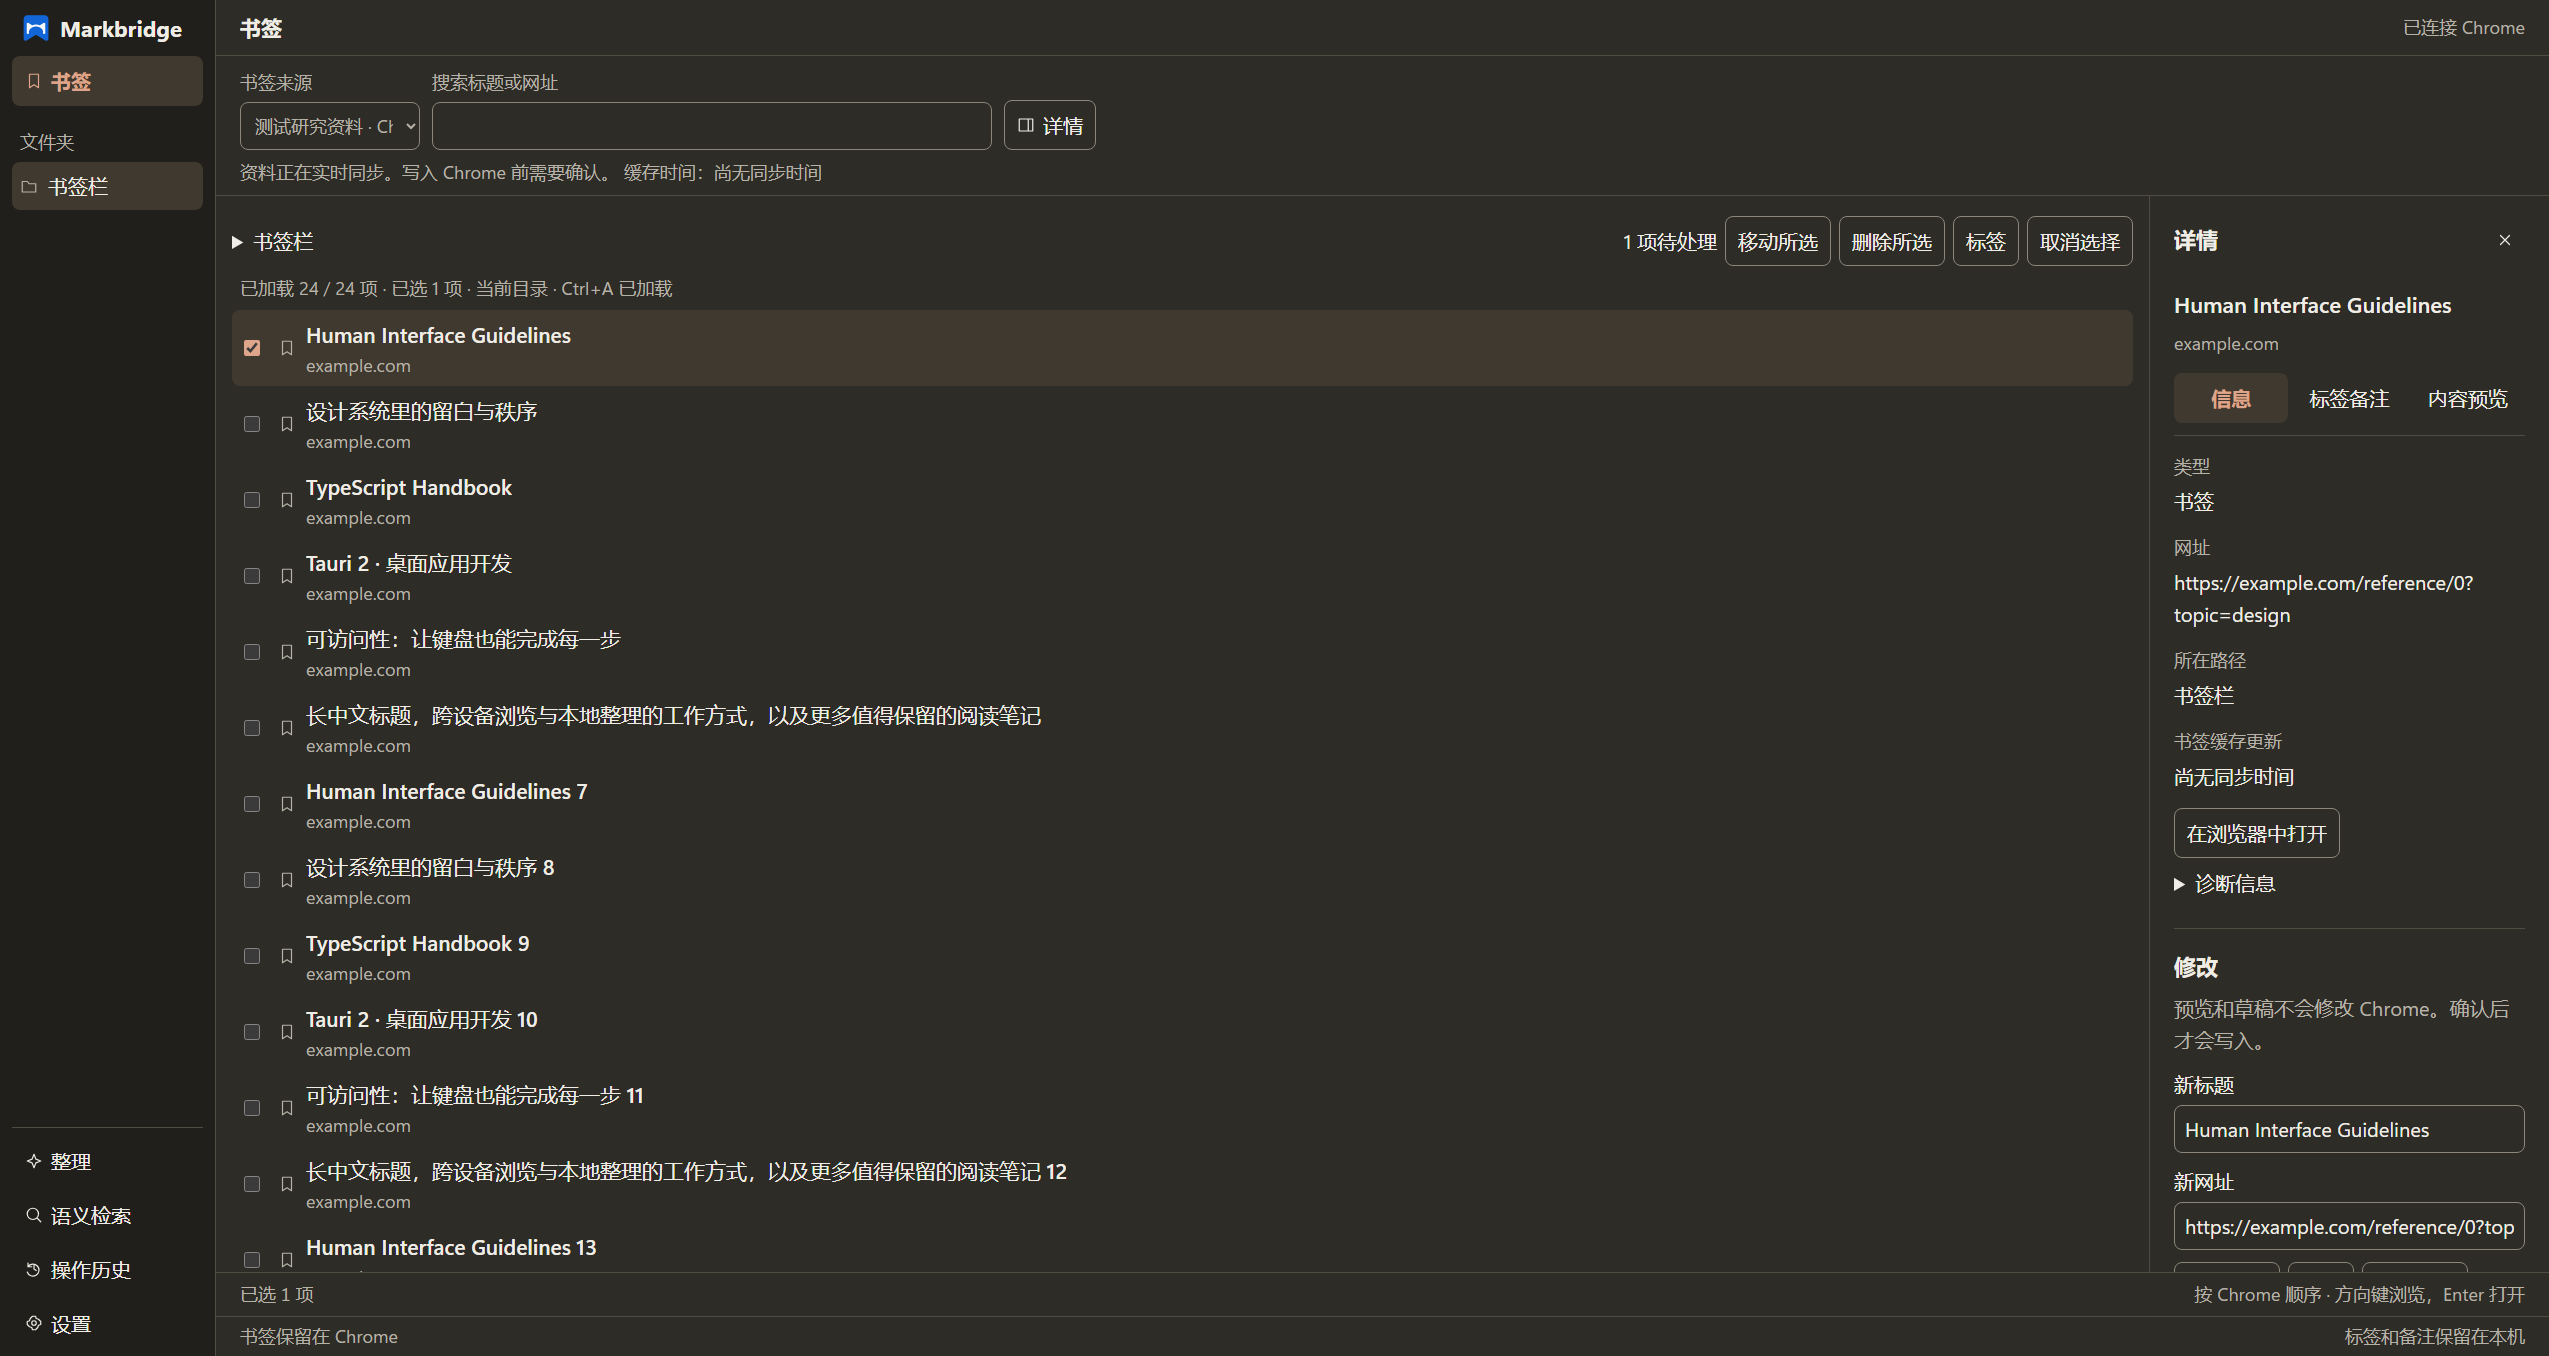 Markbridge
书签
文件夹
书签栏
整理
语义检索
操作历史
设置
书签
已连接 Chrome
书签来源
搜索标题或网址
测试研究资料 · Ch
详情
资料正在实时同步。写入 Chrome 前需要确认。 缓存时间：尚无同步时间
书签栏
1 项待处理
移动所选
删除所选
标签
取消选择
已加载 24 / 24 项 · 已选 1 项 · 当前目录 · Ctrl+A 已加载
Human Interface Guidelines
example.com
设计系统里的留白与秩序
example.com
TypeScript Handbook
example.com
Tauri 2 · 桌面应用开发
example.com
可访问性：让键盘也能完成每一步
example.com
长中文标题，跨设备浏览与本地整理的工作方式，以及更多值得保留的阅读笔记
example.com
Human Interface Guidelines 7
example.com
设计系统里的留白与秩序 8
example.com
TypeScript Handbook 9
example.com
Tauri 2 · 桌面应用开发 10
example.com
可访问性：让键盘也能完成每一步 11
example.com
长中文标题，跨设备浏览与本地整理的工作方式，以及更多值得保留的阅读笔记 12
example.com
Human Interface Guidelines 13
详情
Human Interface Guidelines
example.com
信息
标签备注
内容预览
类型
书签
网址
https://example.com/reference/0?
topic=design
所在路径
书签栏
书签缓存更新
尚无同步时间
在浏览器中打开
诊断信息
修改
预览和草稿不会修改 Chrome。确认后
才会写入。
新标题
Human Interface Guidelines
新网址
https://example.com/reference/0?top
已选 1 项
按 Chrome 顺序 · 方向键浏览，Enter 打开
书签保留在 Chrome
标签和备注保留在本机